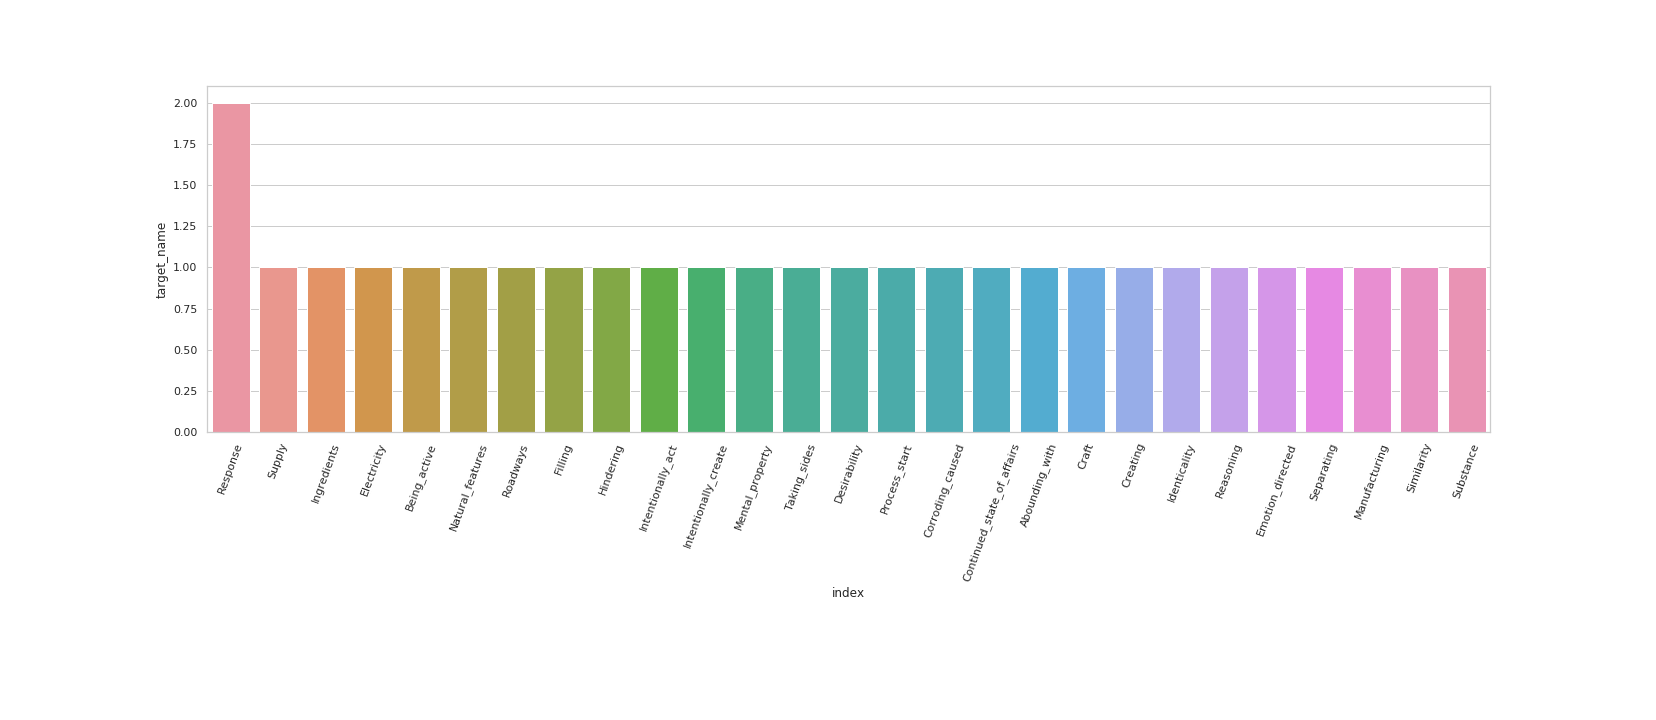 2.00
1.75
1.50
1.25
1.00
0.75
0.50
0.25
0.00
target_name
Response
Supply
Ingredients
Electricity
Being_active
Natural_features
Roadways
Filling
Hindering
Intentionally_act
Intentionally_create
Mental_property
Taking_sides
Desirability
Process_start
Corroding_caused
Continued_state_of_affairs
Abounding_with
Craft
Creating
Identicality
Reasoning
Emotion_directed
Separating
Manufacturing
Similarity
Substance
index